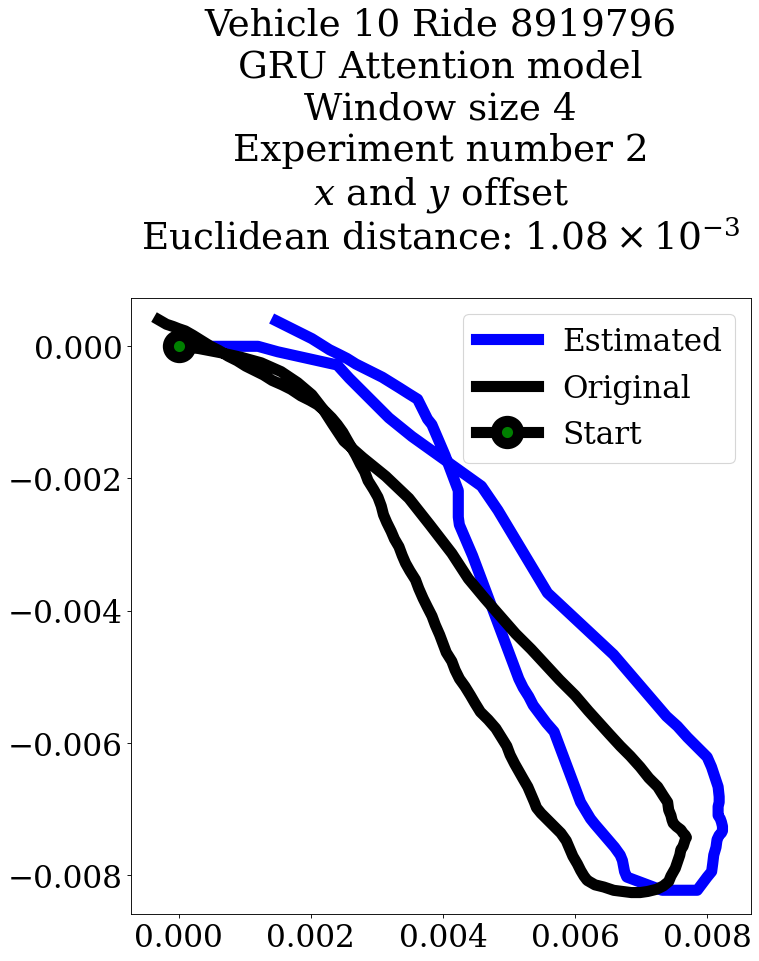 Vehicle 10 Ride 8919796
GRU Attention model
Window size 4
Experiment number 2
x and y offset
Euclidean distance: 1.08 × 10⁻³
Estimated
Original
Start
0.000
−0.002
−0.004
−0.006
−0.008
0.000 0.002 0.004 0.006 0.008